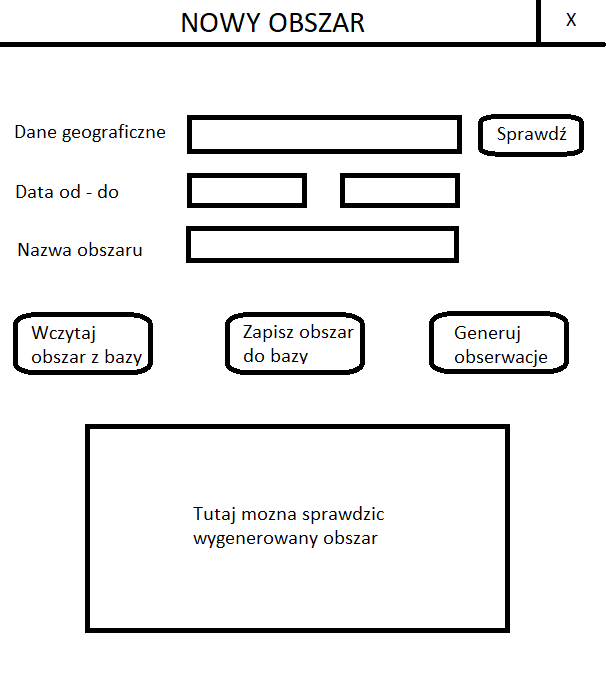 NOWY OBSZAR
X
Dane geograficzne
Sprawdź
Data od - do
Nazwa obszaru
Wczytaj
obszar z bazy
Zapisz obszar
do bazy
Generuj
obserwacje
Tutaj mozna sprawdzic
wygenerowany obszar